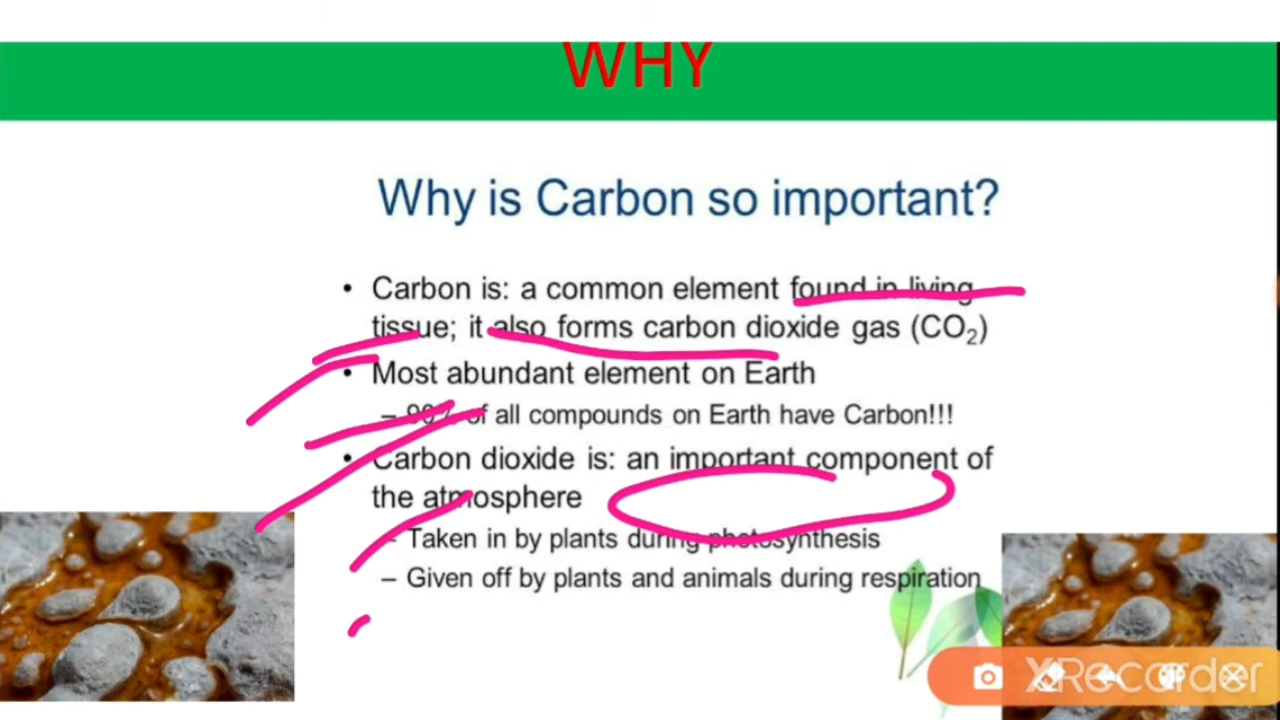 WHY
Why is Carbon so important?
• Carbon is: a common element found in living
tissue; it also forms carbon dioxide gas (CO₂)
• Most abundant element on Earth
– 90% of all compounds on Earth have Carbon!!!
• Carbon dioxide is: an important component of
the atmosphere
– Taken in by plants during photosynthesis
– Given off by plants and animals during respiration
XRecorder